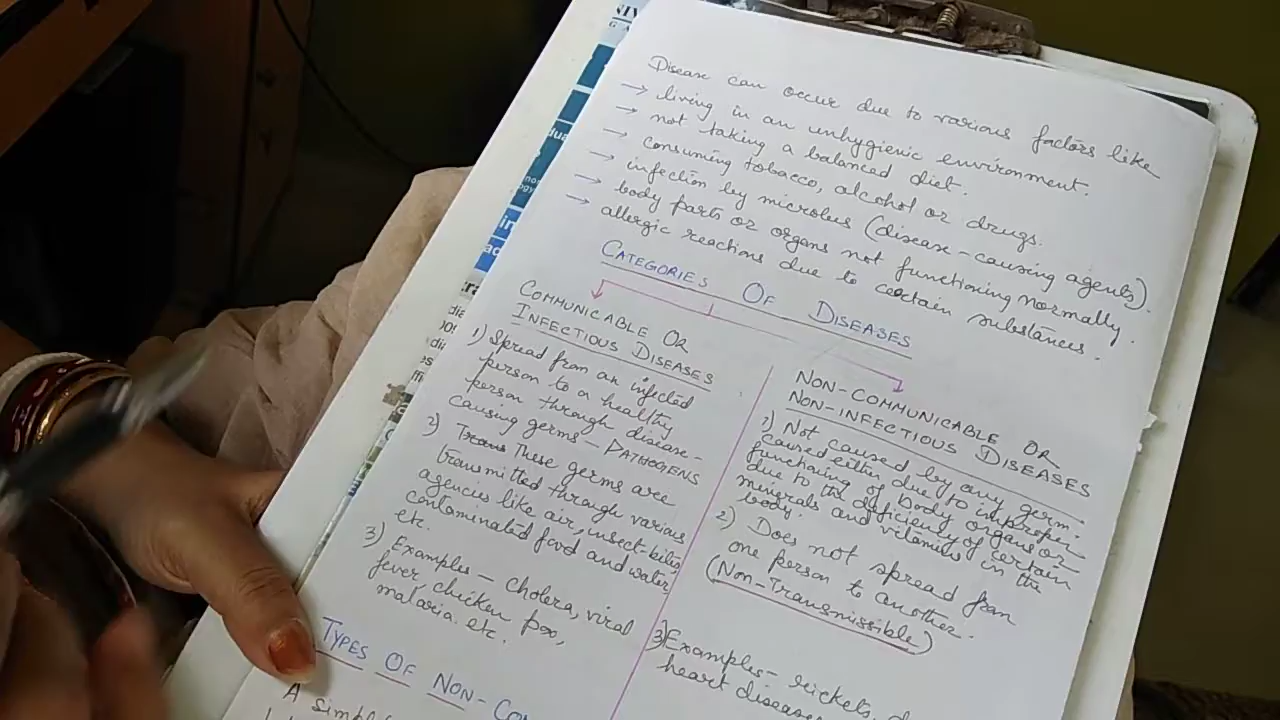 Disease can occur due to various factors like
→ living in an unhygienic environment.
→ not taking a balanced diet.
→ consuming tobacco, alcohol or drugs.
→ infection by microbes (disease-causing agents).
→ body parts or organs not functioning normally.
→ allergic reactions due to certain substances.
CATEGORIES OF DISEASES
COMMUNICABLE OR
INFECTIOUS DISEASES
1) Spread from an infected
person to a healthy
person through disease-
causing germs - PATHOGENS
2) Trans These germs are
transmitted through various
agencies like air, insect-bites,
contaminated food and water,
etc.
3) Examples - cholera, viral
fever, chicken pox,
malaria. etc.
NON-COMMUNICABLE OR
NON-INFECTIOUS DISEASES
1) Not caused by any germ.
caused either due to improper
functioning of body organs or
due to the deficiency of certain
minerals and vitamins in the
body.
2) Does not spread from
one person to another.
(Non-Transmissible)
3) Examples - rickets,
heart diseases
TYPES OF NON-CO
A simple